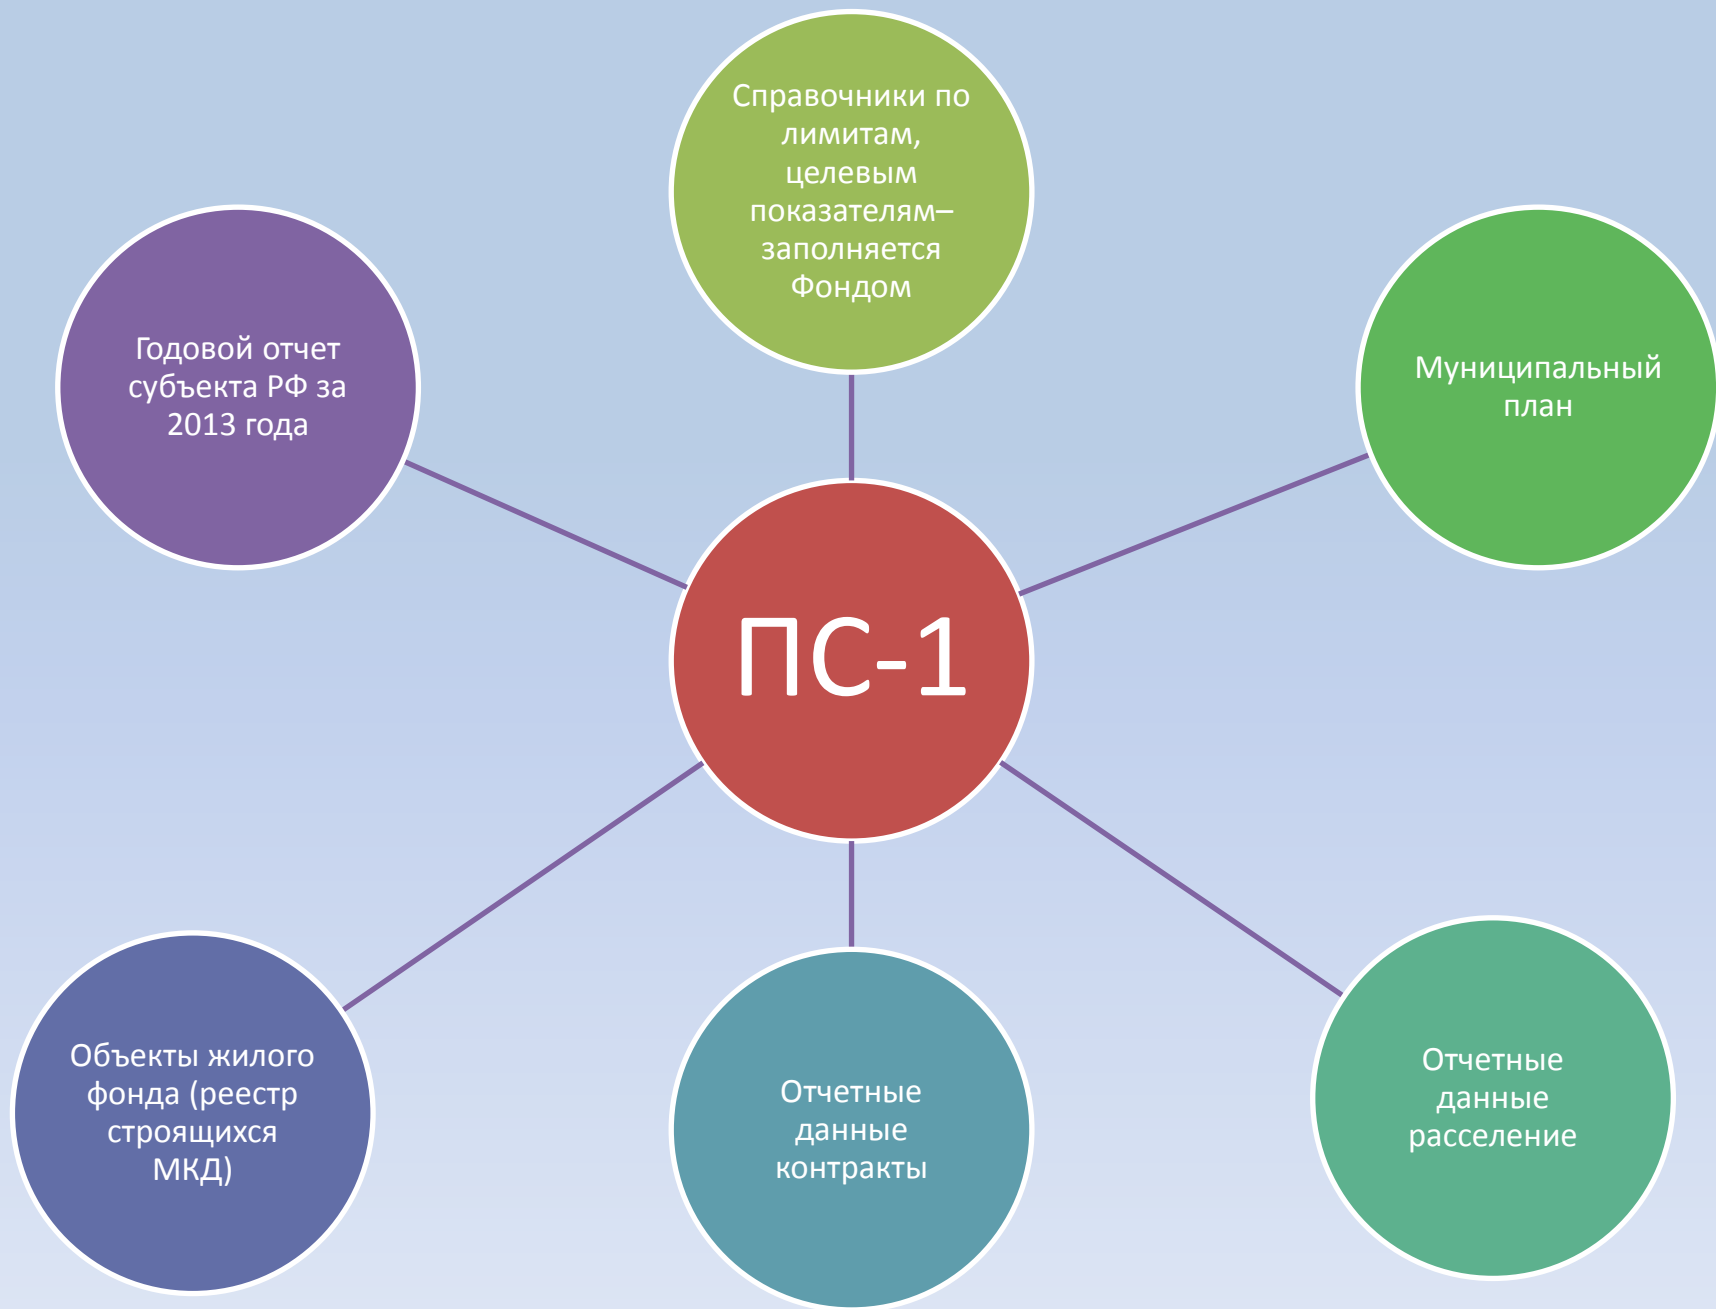 Справочники по
лимитам,
целевым
показателям–
заполняется
Фондом
Годовой отчет
субъекта РФ за
2013 года
Муниципальный
план
ПС-1
Объекты жилого
фонда (реестр
строящихся
МКД)
Отчетные
данные
контракты
Отчетные
данные
расселение